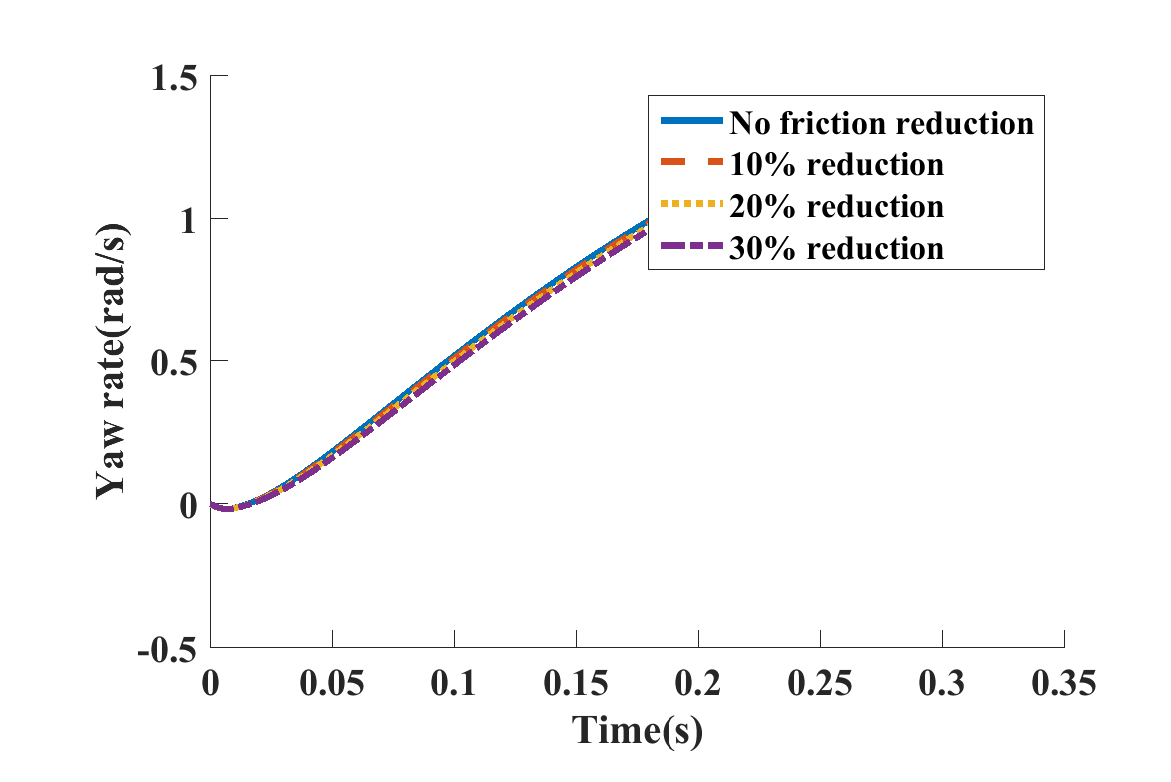 1.5
1
0.5
0
-0.5
Yaw rate(rad/s)
No friction reduction
10% reduction
20% reduction
30% reduction
0 0.05 0.1 0.15 0.2 0.25 0.3 0.35
Time(s)